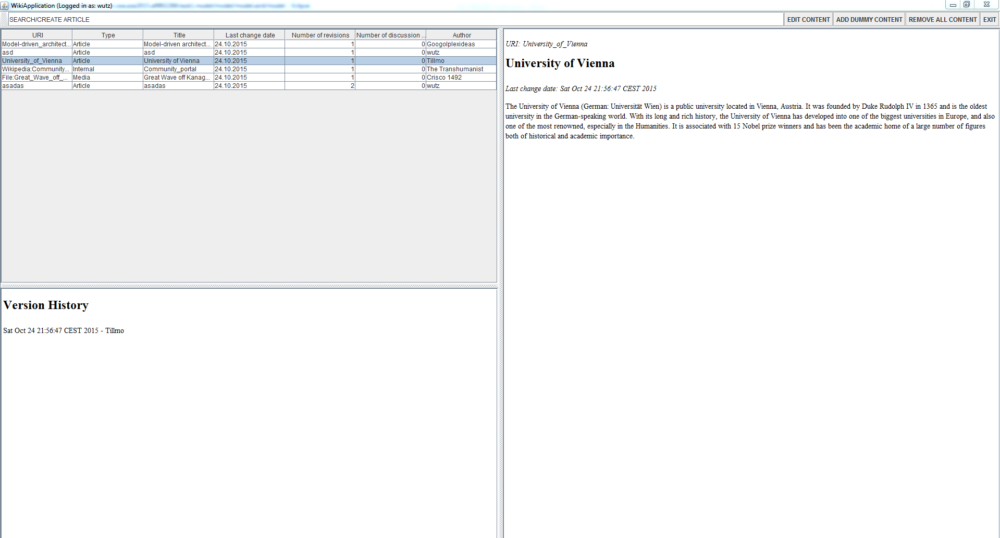 WikiApplication (Logged in as: wutz)
SEARCH/CREATE ARTICLE EDIT CONTENT ADD DUMMY CONTENT REMOVE ALL CONTENT EXIT
URI Type Title Last change date Number of revisions Number of discussion ... Author
Model-driven_architect... Article Model-driven architect... 24.10.2015 1 0 Googolplexideas
asd Article asd 24.10.2015 1 0 wutz
University_of_Vienna Article University of Vienna 24.10.2015 1 0 Tillmo
Wikipedia:Community... Internal Community_portal 24.10.2015 1 0 The Transhumanist
File:Great_Wave_off_... Media Great Wave off Kanag... 24.10.2015 1 0 Crisco 1492
asadas Article asadas 24.10.2015 2 0 wutz
Version History
Sat Oct 24 21:56:47 CEST 2015 - Tillmo
URI: University_of_Vienna
University of Vienna
Last change date: Sat Oct 24 21:56:47 CEST 2015
The University of Vienna (German: Universität Wien) is a public university located in Vienna, Austria. It was founded by Duke Rudolph IV in 1365 and is the oldest
university in the German-speaking world. With its long and rich history, the University of Vienna has developed into one of the biggest universities in Europe, and also
one of the most renowned, especially in the Humanities. It is associated with 15 Nobel prize winners and has been the academic home of a large number of figures
both of historical and academic importance.